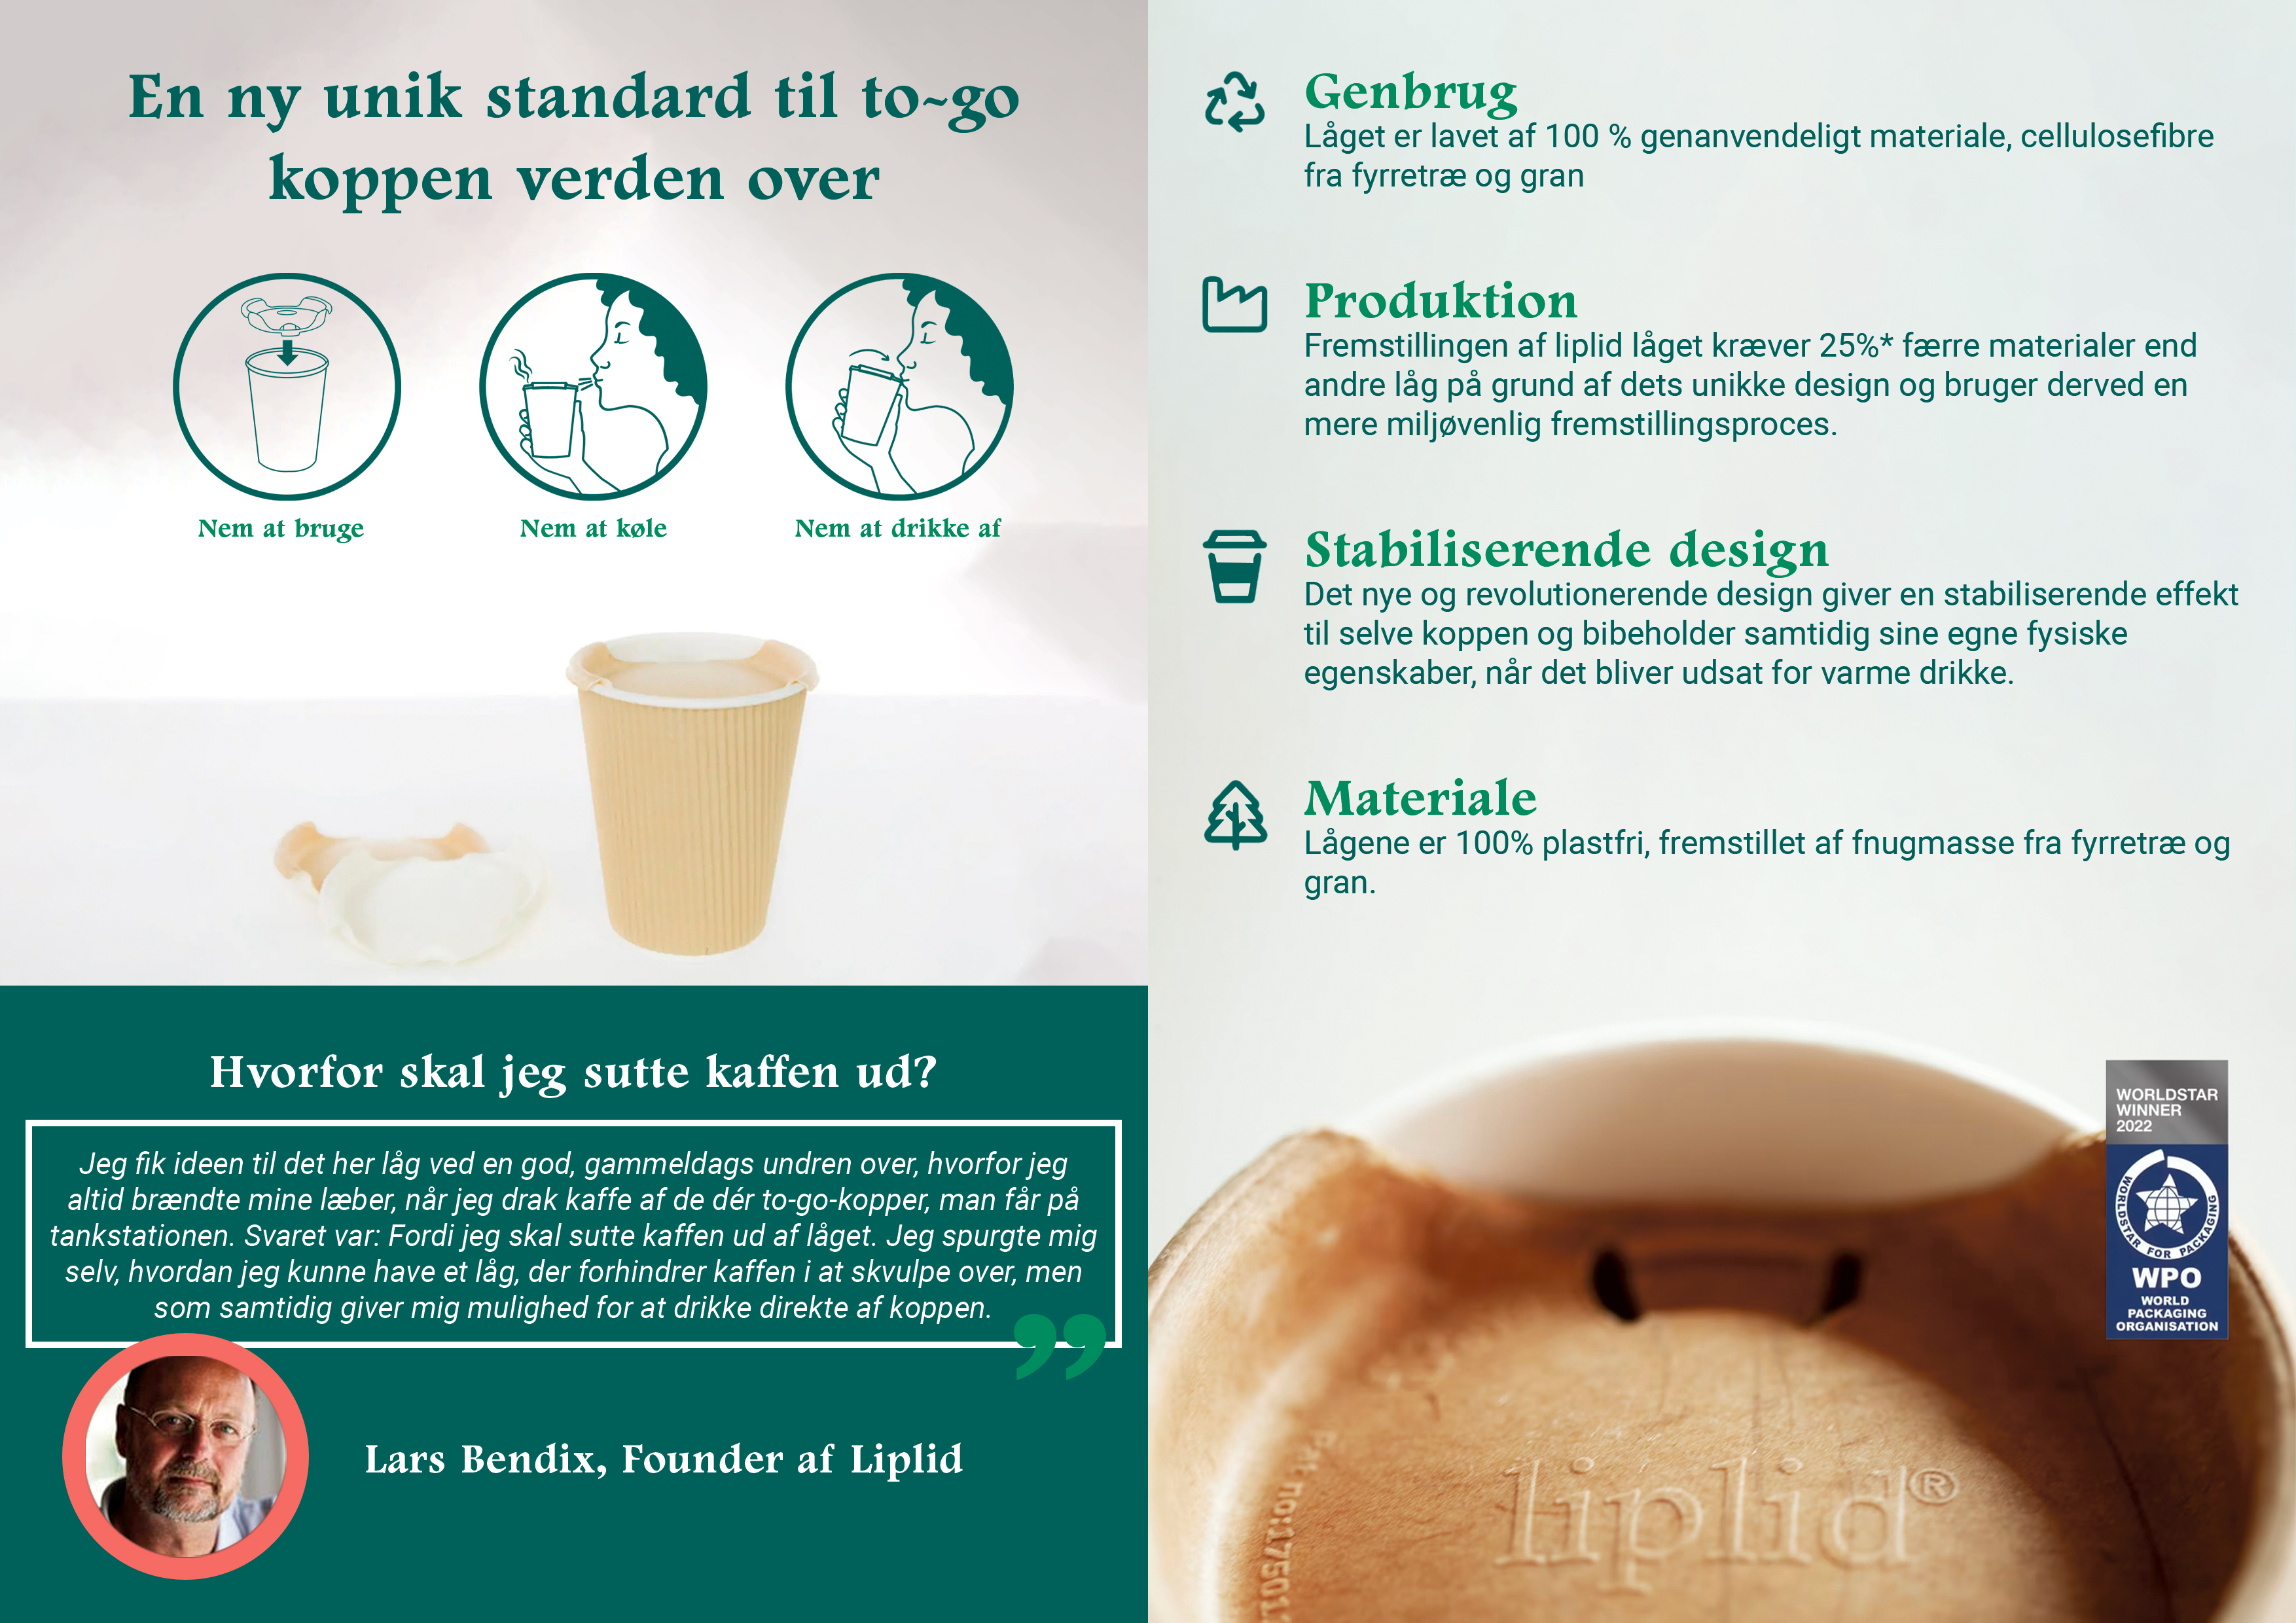 En ny unik standard til to-go
koppen verden over
Nem at bruge
Nem at køle
Nem at drikke af
Hvorfor skal jeg sutte kaffen ud?
Jeg fik ideen til det her låg ved en god, gammeldags undren over, hvorfor jeg
altid brændte mine læber, når jeg drak kaffe af de dér to-go-kopper, man får på
tankstationen. Svaret var: Fordi jeg skal sutte kaffen ud af låget. Jeg spurgte mig
selv, hvordan jeg kunne have et låg, der forhindrer kaffen i at skvulpe over, men
som samtidig giver mig mulighed for at drikke direkte af koppen.
”
Lars Bendix, Founder af Liplid
Genbrug
Låget er lavet af 100 % genanvendeligt materiale, cellulosefibre
fra fyrretræ og gran
Produktion
Fremstillingen af liplid låget kræver 25%* færre materialer end
andre låg på grund af dets unikke design og bruger derved en
mere miljøvenlig fremstillingsproces.
Stabiliserende design
Det nye og revolutionerende design giver en stabiliserende effekt
til selve koppen og bibeholder samtidig sine egne fysiske
egenskaber, når det bliver udsat for varme drikke.
Materiale
Lågene er 100% plastfri, fremstillet af fnugmasse fra fyrretræ og
gran.
WORLDSTAR
WINNER
2022
WORLDSTAR FOR PACKAGING
WPO
WORLD
PACKAGING
ORGANISATION
liplid®